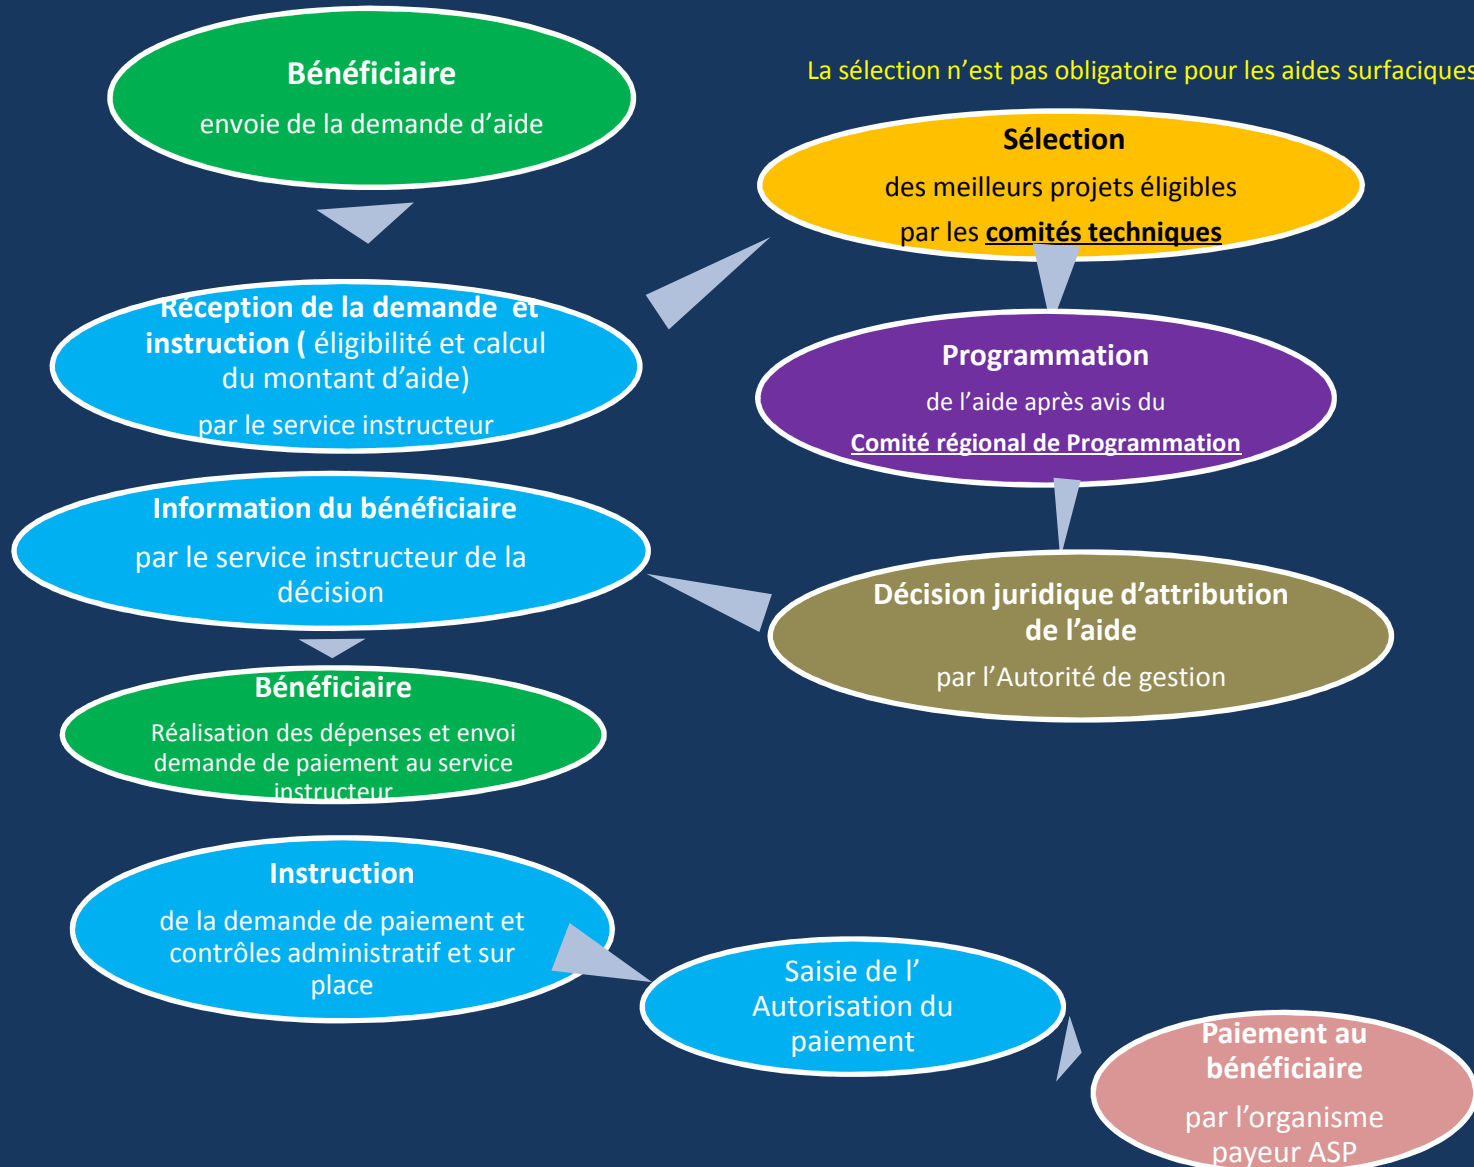 Bénéficiaire
envoie de la demande d’aide
La sélection n’est pas obligatoire pour les aides surfaciques
Sélection
des meilleurs projets éligibles
par les comités techniques
Réception de la demande et
instruction ( éligibilité et calcul
du montant d’aide)
par le service instructeur
Programmation
de l’aide après avis du
Comité régional de Programmation
Information du bénéficiaire
par le service instructeur de la
décision
Décision juridique d’attribution
de l’aide
par l’Autorité de gestion
Bénéficiaire
Réalisation des dépenses et envoi
demande de paiement au service
instructeur
Instruction
de la demande de paiement et
contrôles administratif et sur
place
Saisie de l’
Autorisation du
paiement
Paiement au
bénéficiaire
par l’organisme
payeur ASP